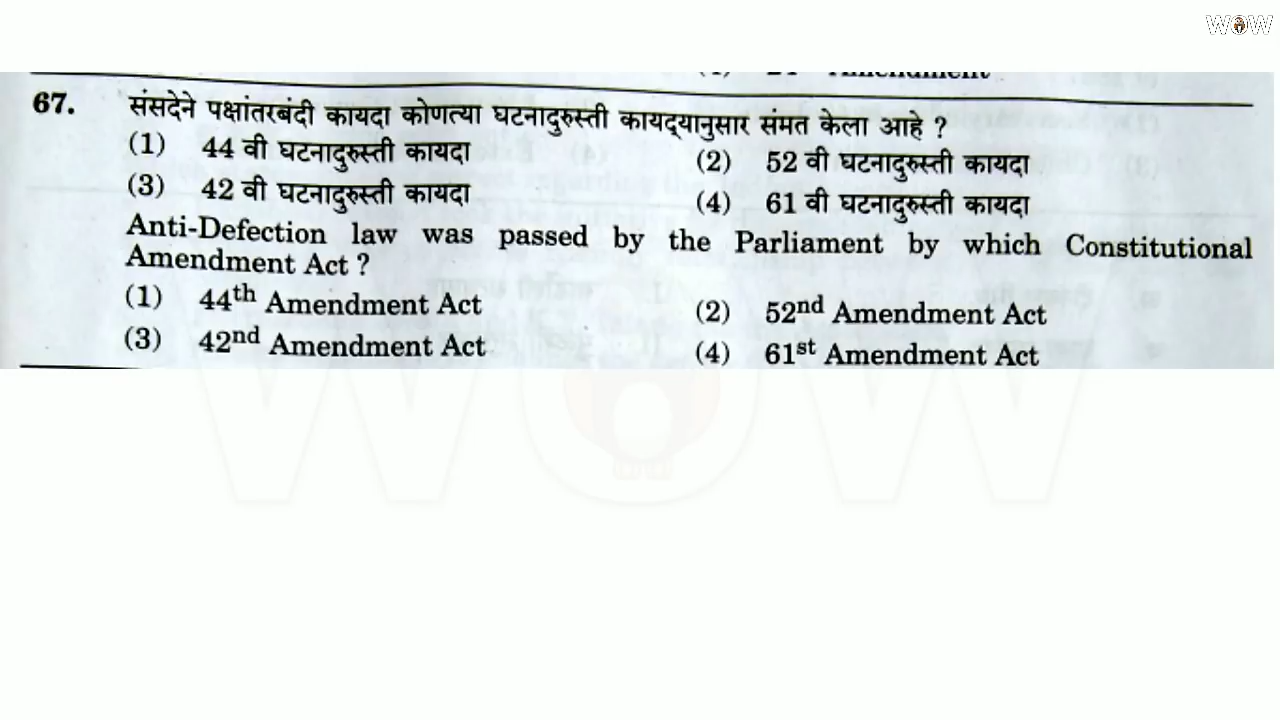 WOW
67. संसदेने पक्षांतरबंदी कायदा कोणत्या घटनादुरुस्ती कायद्यानुसार संमत केला आहे ?
(1) 44 वी घटनादुरुस्ती कायदा (2) 52 वी घटनादुरुस्ती कायदा
(3) 42 वी घटनादुरुस्ती कायदा (4) 61 वी घटनादुरुस्ती कायदा
Anti-Defection law was passed by the Parliament by which Constitutional
Amendment Act ?
(1) 44th Amendment Act (2) 52nd Amendment Act
(3) 42nd Amendment Act (4) 61st Amendment Act
WOW